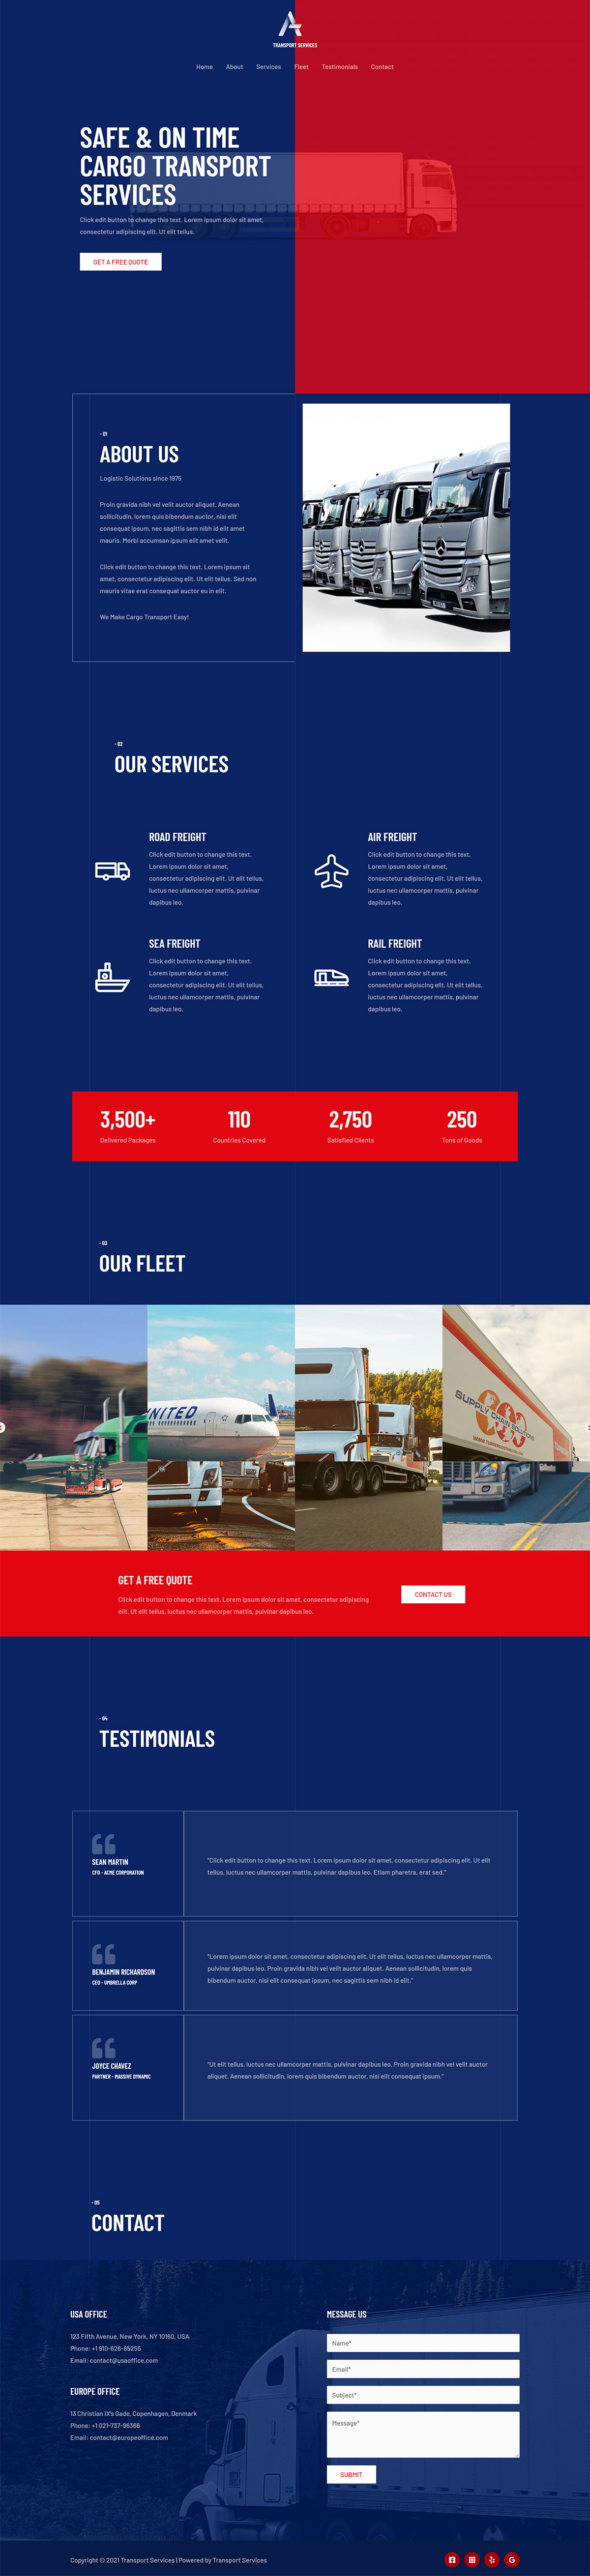 TRANSPORT SERVICES
Home About Services Fleet Testimonials Contact
SAFE & ON TIME
CARGO TRANSPORT
SERVICES
Click edit button to change this text. Lorem ipsum dolor sit amet,
consectetur adipiscing elit. Ut elit tellus.
GET A FREE QUOTE
- 01
ABOUT US
Logistic Solutions since 1975
Proin gravida nibh vel velit auctor aliquet. Aenean
sollicitudin, lorem quis bibendum auctor, nisi elit
consequat ipsum, nec sagittis sem nibh id elit amet
mauris. Morbi accumsan ipsum elit amet velit.
Click edit button to change this text. Lorem ipsum sit
amet, consectetur adipiscing elit. Ut elit tellus. Sed non
mauris vitae erat consequat auctor eu in elit.
We Make Cargo Transport Easy!
- 02
OUR SERVICES
ROAD FREIGHT
Click edit button to change this text.
Lorem ipsum dolor sit amet,
consectetur adipiscing elit. Ut elit tellus,
luctus nec ullamcorper mattis, pulvinar
dapibus leo.
AIR FREIGHT
Click edit button to change this text.
Lorem ipsum dolor sit amet,
consectetur adipiscing elit. Ut elit tellus,
luctus nec ullamcorper mattis, pulvinar
dapibus leo.
SEA FREIGHT
Click edit button to change this text.
Lorem ipsum dolor sit amet,
consectetur adipiscing elit. Ut elit tellus,
luctus nec ullamcorper mattis, pulvinar
dapibus leo.
RAIL FREIGHT
Click edit button to change this text.
Lorem ipsum dolor sit amet,
consectetur adipiscing elit. Ut elit tellus,
luctus nec ullamcorper mattis, pulvinar
dapibus leo.
3,500+ 110 2,750 250
Delivered Packages Countries Covered Satisfied Clients Tons of Goods
- 03
OUR FLEET
UNITED
SUPPLY CHAIN SOLUTIONS
GET A FREE QUOTE
Click edit button to change this text. Lorem ipsum dolor sit amet, consectetur adipiscing
elit. Ut elit tellus, luctus nec ullamcorper mattis, pulvinar dapibus leo.
CONTACT US
- 04
TESTIMONIALS
SEAN MARTIN
CFO - ACME CORPORATION
"Click edit button to change this text. Lorem ipsum dolor sit amet, consectetur adipiscing elit. Ut elit
tellus, luctus nec ullamcorper mattis, pulvinar dapibus leo. Etiam pharetra, erat sed."
BENJAMIN RICHARDSON
CEO - UMBRELLA CORP
"Lorem ipsum dolor sit amet, consectetur adipiscing elit. Ut elit tellus, luctus nec ullamcorper mattis,
pulvinar dapibus leo. Proin gravida nibh vel velit auctor aliquet. Aenean sollicitudin, lorem quis
bibendum auctor, nisi elit consequat ipsum, nec sagittis sem nibh id elit."
JOYCE CHAVEZ
PARTNER - MASSIVE DYNAMIC
"Ut elit tellus, luctus nec ullamcorper mattis, pulvinar dapibus leo. Proin gravida nibh vel velit auctor
aliquet. Aenean sollicitudin, lorem quis bibendum auctor, nisi elit consequat ipsum."
- 05
CONTACT
USA OFFICE
123 Fifth Avenue, New York, NY 10160, USA
Phone: +1 910-626-85255
Email: contact@usaoffice.com
EUROPE OFFICE
13 Christian IX's Gade, Copenhagen, Denmark
Phone: +1 021-737-96366
Email: contact@europeoffice.com
MESSAGE US
Name*
Email*
Subject*
Message*
SUBMIT
Copyright © 2021 Transport Services | Powered by Transport Services